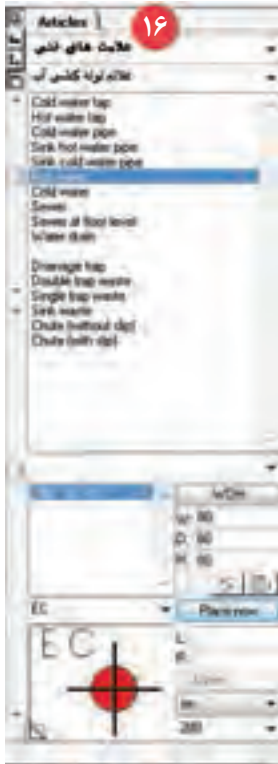 Articles
۱۶
علامت های فنی
علائم لوله کشی آب
Cold water tap
Hot water tap
Cold water pipe
Sink hot water pipe
Sink cold water pipe
Cold water
Sewer
Sewer at floor level
Water drain
Drainage trap
Double trap waste
Single trap waste
Sink waste
Chute (without clip)
Chute (with clip)
WDH
W: 80
D: 80
H: 80
EC
Place now
EC
L
200